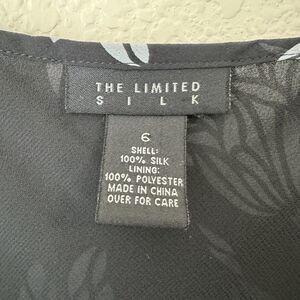 THE LIMITED
SILK
6
SHELL:
100% SILK
LINING:
100% POLYESTER
MADE IN CHINA
OVER FOR CARE